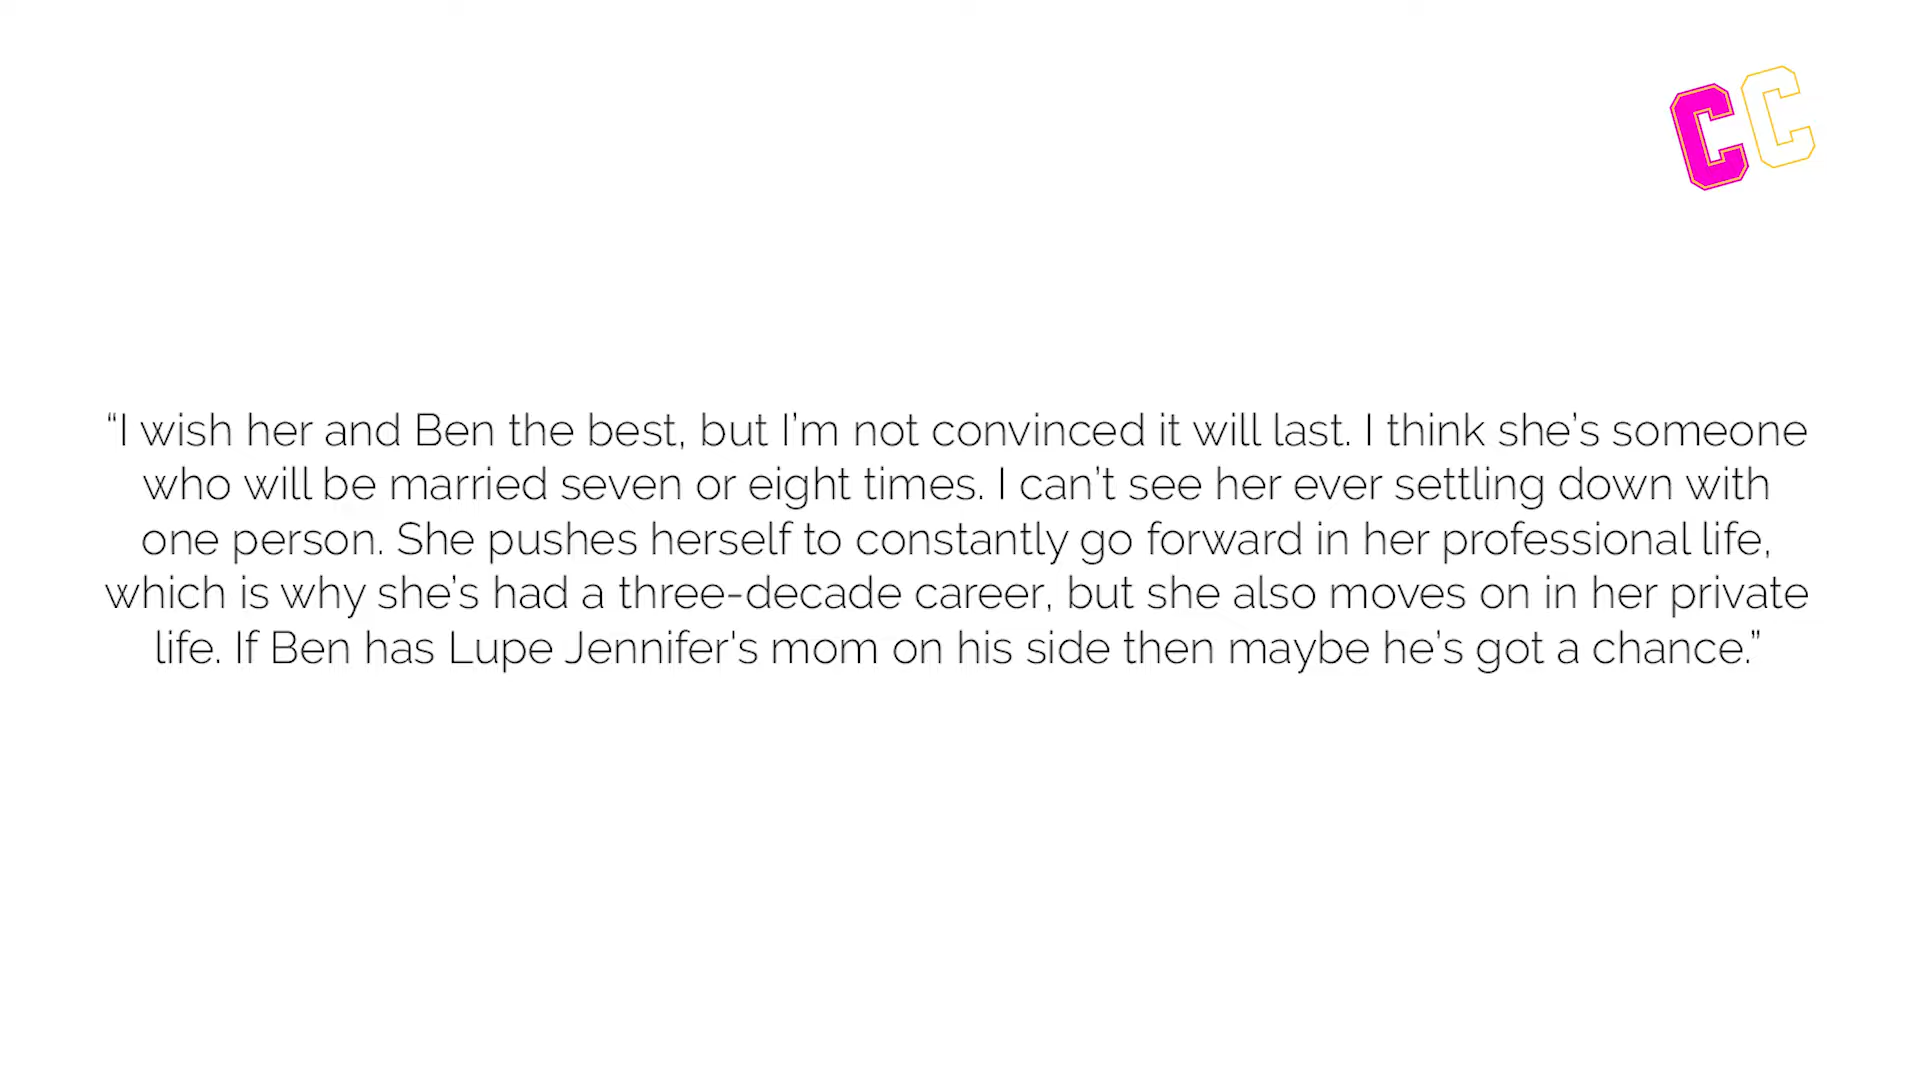 CC
“I wish her and Ben the best, but I’m not convinced it will last. I think she’s someone
who will be married seven or eight times. I can’t see her ever settling down with
one person. She pushes herself to constantly go forward in her professional life,
which is why she’s had a three-decade career, but she also moves on in her private
life. If Ben has Lupe Jennifer's mom on his side then maybe he’s got a chance.”